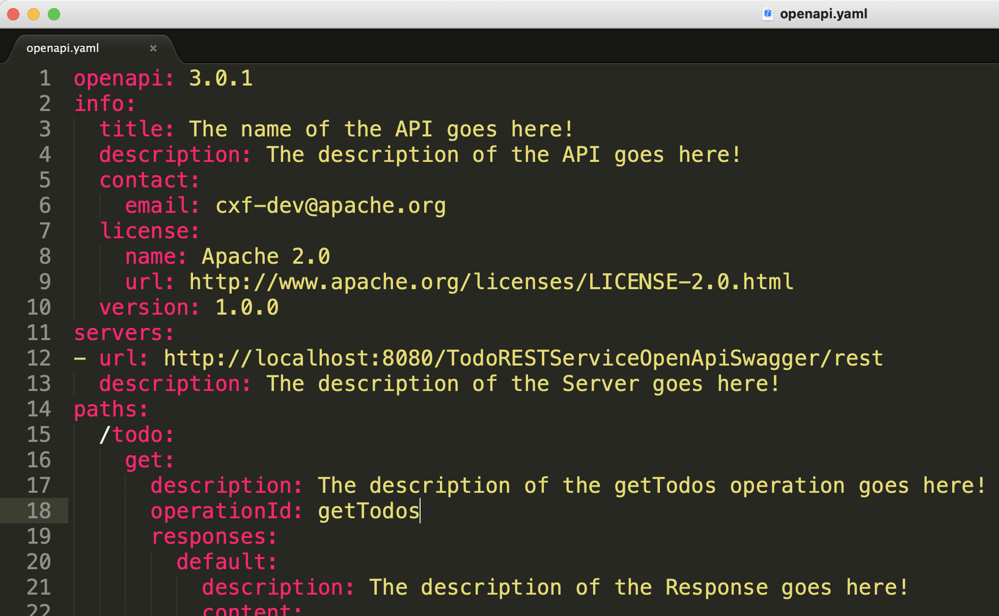 openapi.yaml
openapi.yaml ×
1 openapi: 3.0.1
2 info:
3   title: The name of the API goes here!
4   description: The description of the API goes here!
5   contact:
6     email: cxf-dev@apache.org
7   license:
8     name: Apache 2.0
9     url: http://www.apache.org/licenses/LICENSE-2.0.html
10   version: 1.0.0
11 servers:
12 - url: http://localhost:8080/TodoRESTServiceOpenApiSwagger/rest
13   description: The description of the Server goes here!
14 paths:
15   /todo:
16     get:
17       description: The description of the getTodos operation goes here!
18       operationId: getTodos
19       responses:
20         default:
21           description: The description of the Response goes here!
22           content: